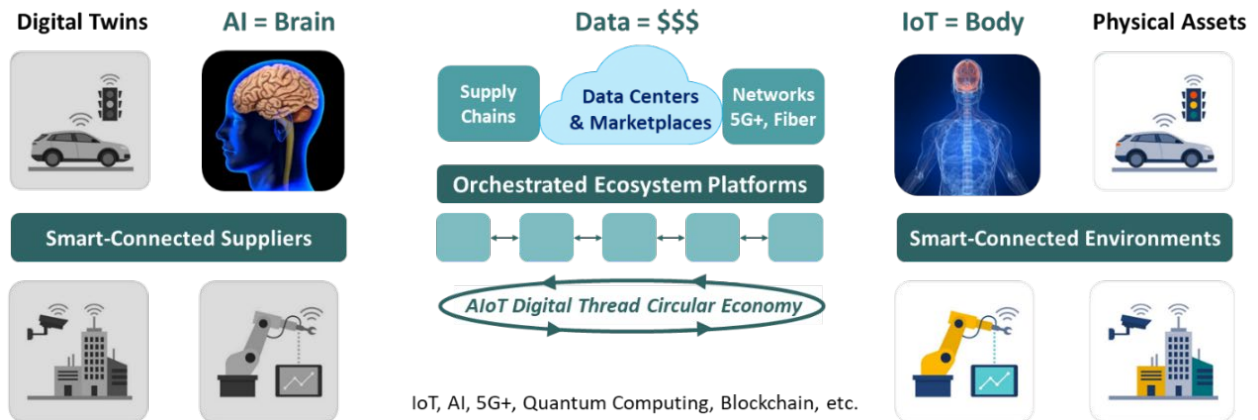 Digital Twins
AI = Brain
Data = $$$
IoT = Body
Physical Assets
Supply
Chains
Data Centers
& Marketplaces
Networks
5G+, Fiber
Orchestrated Ecosystem Platforms
Smart-Connected Suppliers
Smart-Connected Environments
AIoT Digital Thread Circular Economy
IoT, AI, 5G+, Quantum Computing, Blockchain, etc.